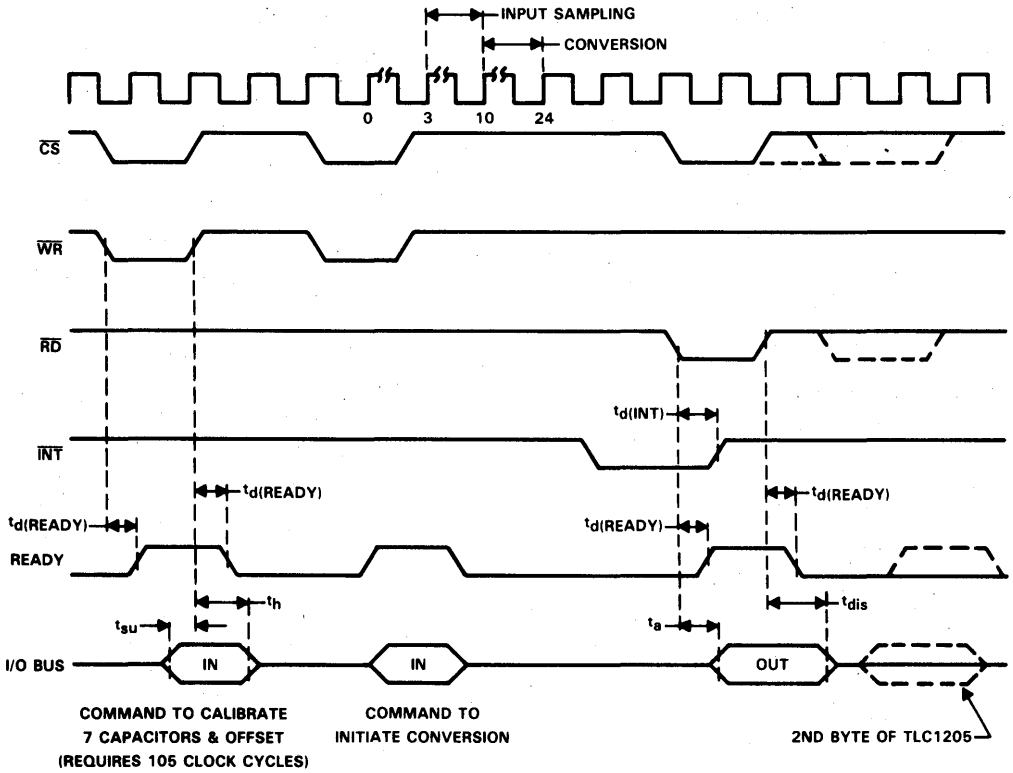 INPUT SAMPLING
CONVERSION
0 3 10 24
CS
WR
RD
td(INT)
INT
td(READY) td(READY)
td(READY) td(READY)
READY
th tdis
tsu ta
I/O BUS IN IN OUT
COMMAND TO CALIBRATE
7 CAPACITORS & OFFSET
(REQUIRES 105 CLOCK CYCLES)
COMMAND TO
INITIATE CONVERSION
2ND BYTE OF TLC1205